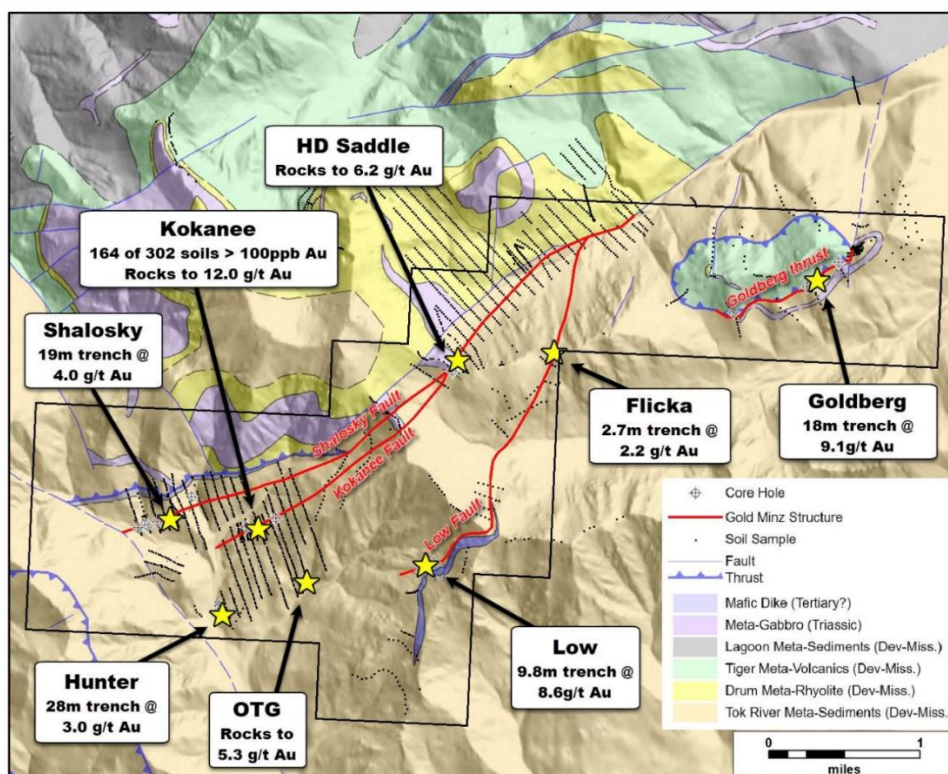 HD Saddle
Rocks to 6.2 g/t Au
Kokanee
164 of 302 soils > 100ppb Au
Rocks to 12.0 g/t Au
Shalosky
19m trench @
4.0 g/t Au
Goldberg thrust
Flicka
2.7m trench @
2.2 g/t Au
Goldberg
18m trench @
9.1g/t Au
Shalosky Fault
Kokanee Fault
Low Fault
Hunter
28m trench @
3.0 g/t Au
OTG
Rocks to
5.3 g/t Au
Low
9.8m trench @
8.6g/t Au
Core Hole
Gold Minz Structure
Soil Sample
Fault
Thrust
Mafic Dike (Tertiary?)
Meta-Gabbro (Triassic)
Lagoon Meta-Sediments (Dev-Miss.)
Tiger Meta-Volcanics (Dev-Miss.)
Drum Meta-Rhyolite (Dev-Miss.)
Tok River Meta-Sediments (Dev-Miss.)
0 1
miles